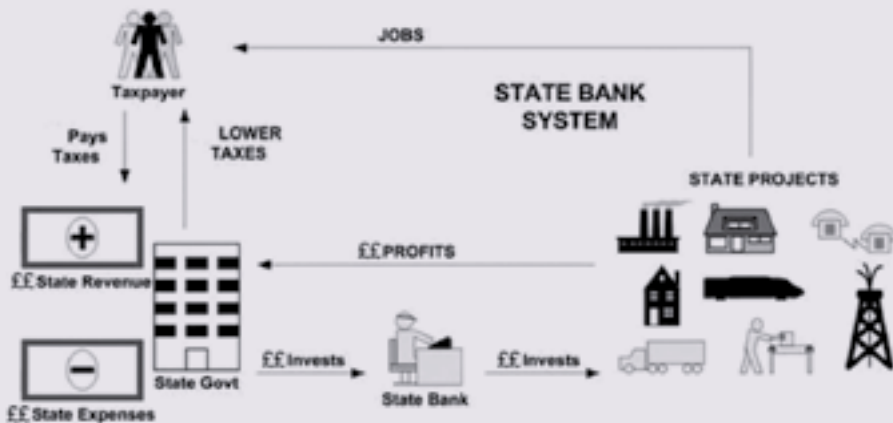 JOBS
Taxpayer
STATE BANK
SYSTEM
Pays
Taxes
LOWER
TAXES
STATE PROJECTS
££PROFITS
££State Revenue
££Invests
££Invests
State Govt
State Bank
££State Expenses